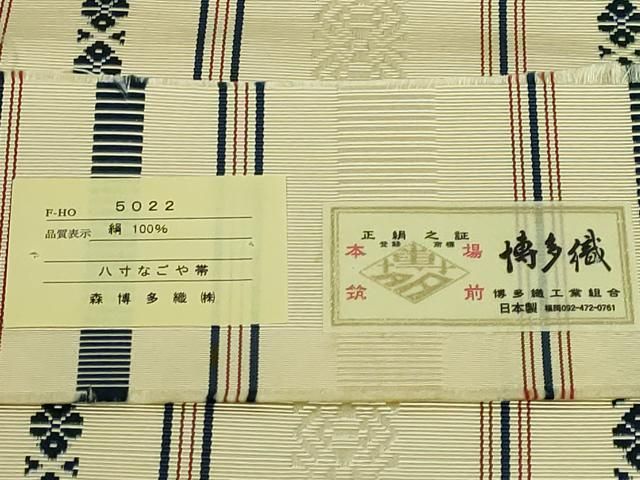 F-HO 5022
品質表示 絹 100%
八寸なごや帯
森博多織㈱
正絹之証
登録 商標
本場
筑前
博多織
博多織工業組合
日本製 福岡092-472-0761